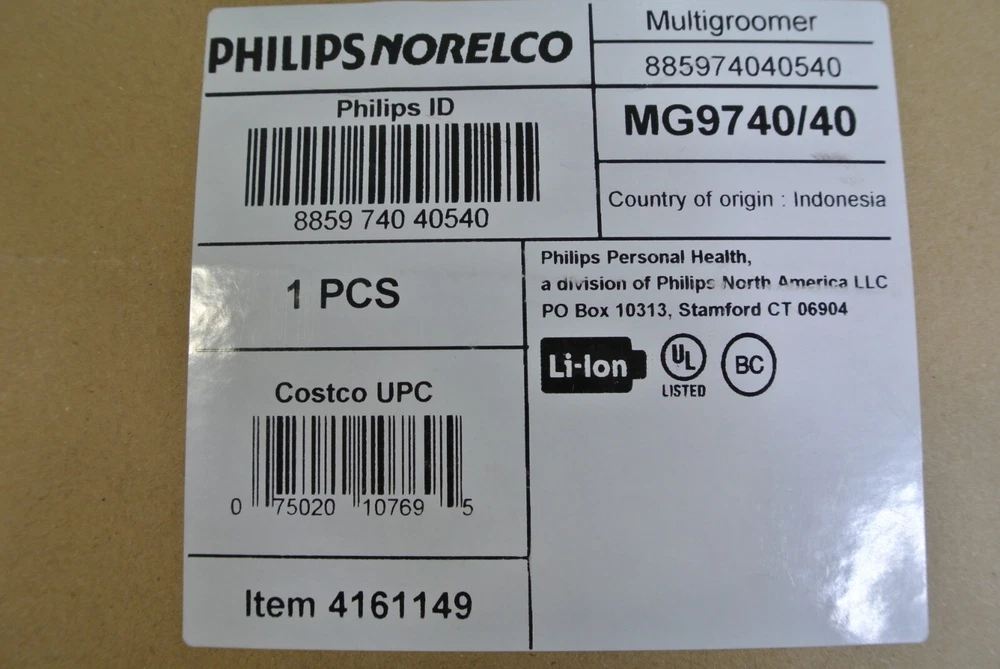 PHILIPS NORELCO
Multigroomer
885974040540
Philips ID
8859 740 40540
MG9740/40
Country of origin : Indonesia
1 PCS
Philips Personal Health,
a division of Philips North America LLC
PO Box 10313, Stamford CT 06904
Li-Ion
UL
LISTED
BC
Costco UPC
0 75020 10769 5
Item 4161149